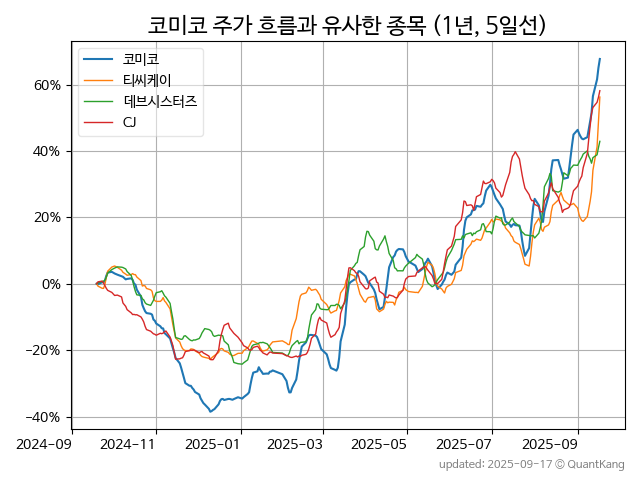 코미코 주가 흐름과 유사한 종목 (1년, 5일선)
코미코
티씨케이
데브시스터즈
CJ
60%
40%
20%
0%
−20%
−40%
2024-09
2024-11
2025-01
2025-03
2025-05
2025-07
2025-09
updated: 2025-09-17 © QuantKang